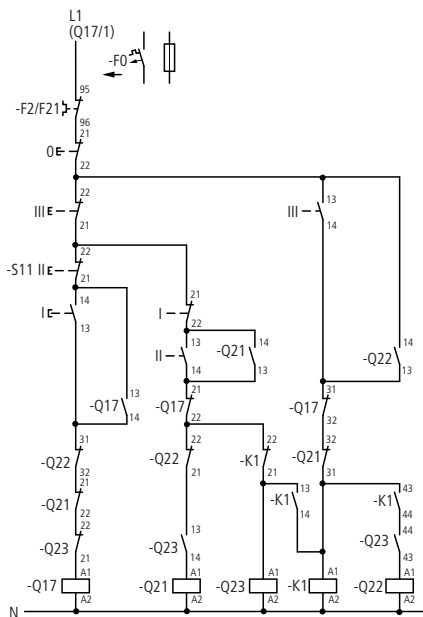 L1
(Q17/1)
-F0
95
-F2/F21
96
21
0
22
22
III
21
13
III
14
22
-S11 II
21
14
I
13
21
I
22
13
II
14
14
-Q21
13
14
-Q22
13
13
-Q17
14
21
-Q17
22
31
-Q17
32
31
-Q22
32
22
-Q22
21
22
-K1
21
32
-Q21
31
21
-Q21
22
13
-K1
14
43
-K1
44
22
-Q23
21
13
-Q23
14
44
-Q23
43
A1
-Q17
A2
A1
-Q21
A2
A1
-Q23
A2
A1
-K1
A2
A1
-Q22
A2
N